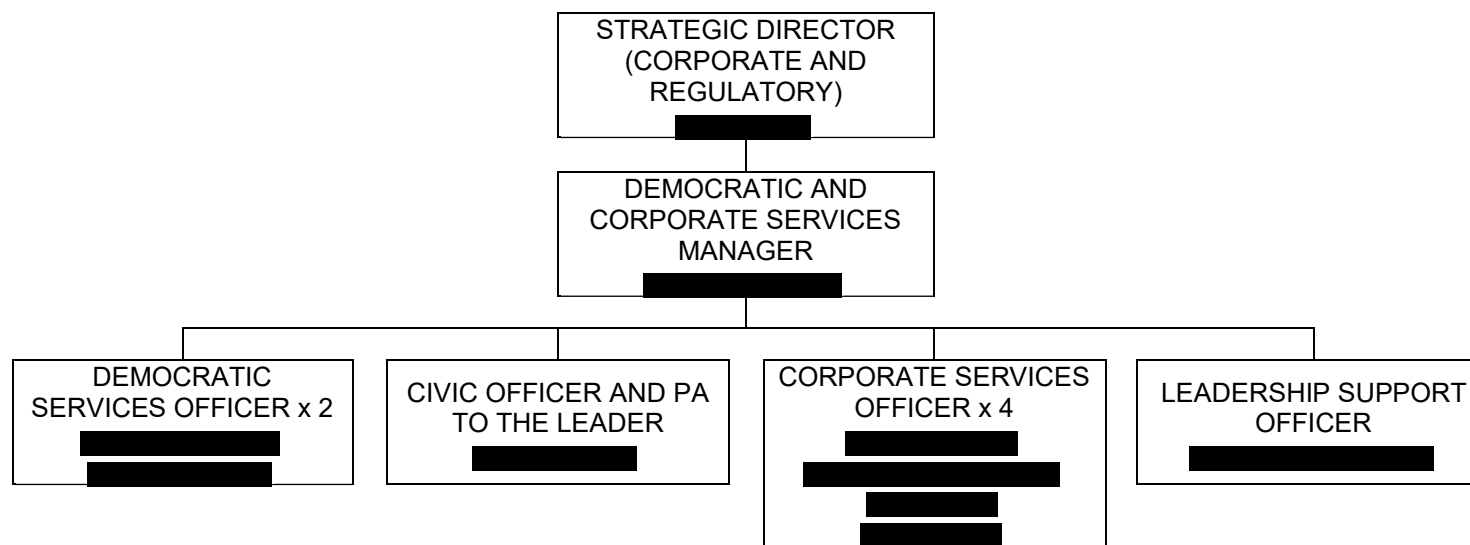 STRATEGIC DIRECTOR
(CORPORATE AND
REGULATORY)
DEMOCRATIC AND
CORPORATE SERVICES
MANAGER
DEMOCRATIC
SERVICES OFFICER x 2
CIVIC OFFICER AND PA
TO THE LEADER
CORPORATE SERVICES
OFFICER x 4
LEADERSHIP SUPPORT
OFFICER